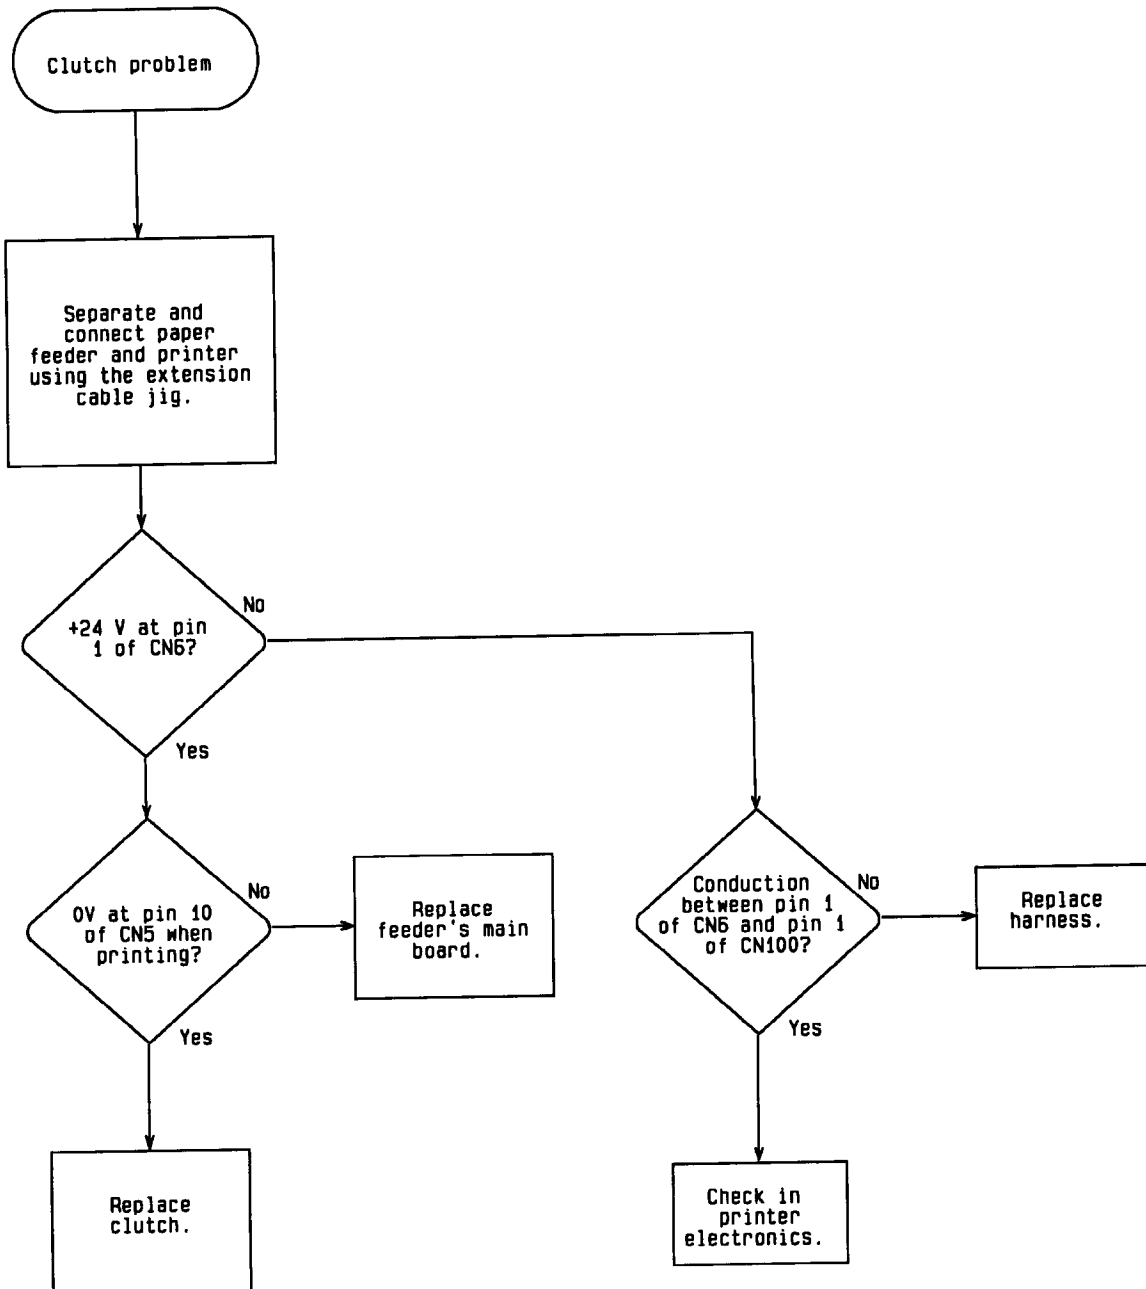 Clutch problem
Separate and
connect paper
feeder and printer
using the extension
cable jig.
+24 V at pin
1 of CN6?
No
Yes
0V at pin 10
of CN5 when
printing?
No
Yes
Replace
feeder's main
board.
Replace
clutch.
Conduction
between pin 1
of CN6 and pin 1
of CN100?
No
Yes
Replace
harness.
Check in
printer
electronics.